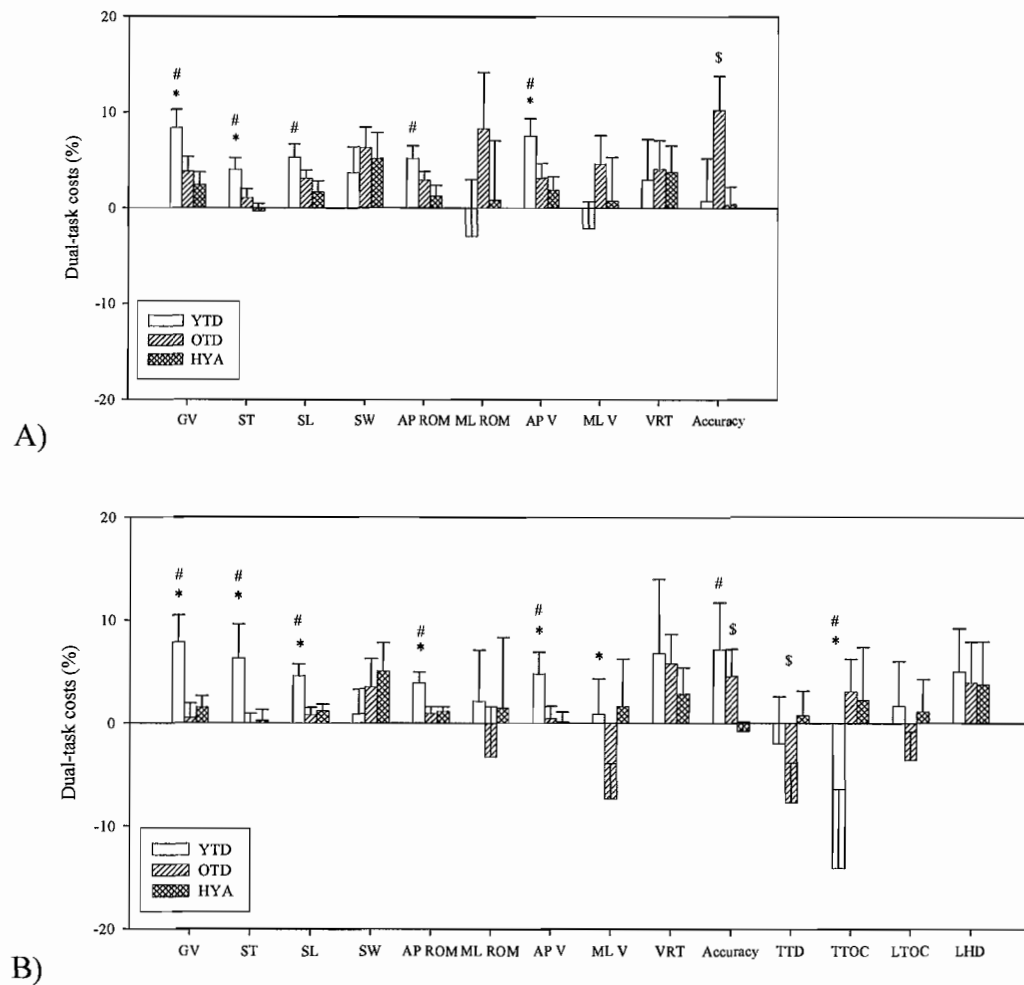 20
10
0
-10
-20
Dual-task costs (%)
#
*
#
*
#
#
#
*
$
YTD
OTD
HYA
GV ST SL SW AP ROM ML ROM AP V ML V VRT Accuracy
A)
20
10
0
-10
-20
Dual-task costs (%)
#
*
#
*
#
*
#
*
#
*
*
#
$
$
#
*
YTD
OTD
HYA
GV ST SL SW AP ROM ML ROM AP V ML V VRT Accuracy TTD TTOC LTOC LHD
B)